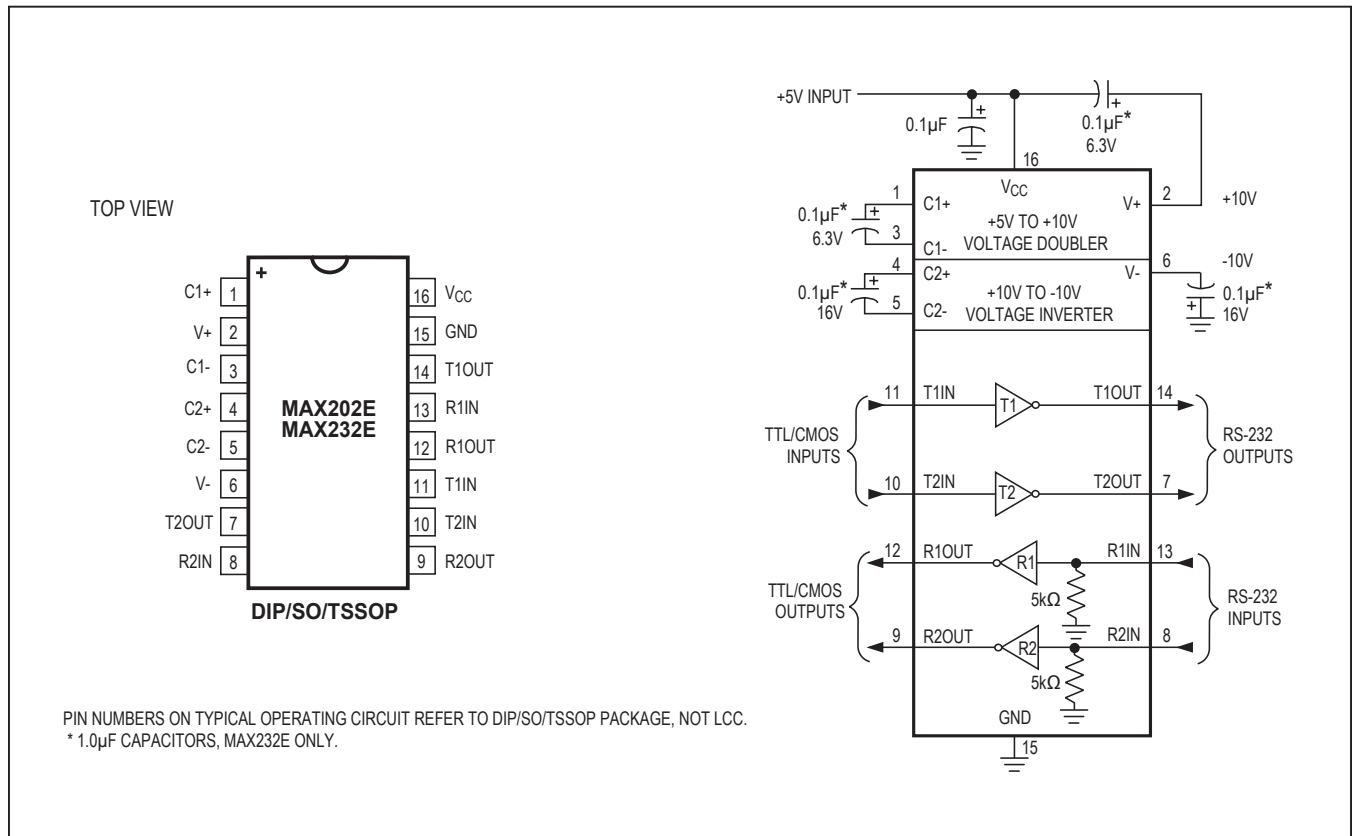 TOP VIEW
+
C1+ 1
V+ 2
C1- 3
C2+ 4
C2- 5
V- 6
T2OUT 7
R2IN 8
16 VCC
15 GND
14 T1OUT
13 R1IN
12 R1OUT
11 T1IN
10 T2IN
9 R2OUT
MAX202E
MAX232E
DIP/SO/TSSOP
PIN NUMBERS ON TYPICAL OPERATING CIRCUIT REFER TO DIP/SO/TSSOP PACKAGE, NOT LCC.
* 1.0µF CAPACITORS, MAX232E ONLY.
+5V INPUT
0.1µF
+
+
0.1µF*
6.3V
16
VCC
1
C1+
0.1µF*
+
6.3V
3
C1-
+5V TO +10V
VOLTAGE DOUBLER
V+
2
+10V
4
C2+
0.1µF*
+
16V
5
C2-
+10V TO -10V
VOLTAGE INVERTER
V-
6
-10V
0.1µF*
+
16V
11 T1IN T1 T1OUT 14
TTL/CMOS
INPUTS
RS-232
OUTPUTS
10 T2IN T2 T2OUT 7
12 R1OUT R1 R1IN 13
5kΩ
TTL/CMOS
OUTPUTS
RS-232
INPUTS
9 R2OUT R2 R2IN 8
5kΩ
GND
15